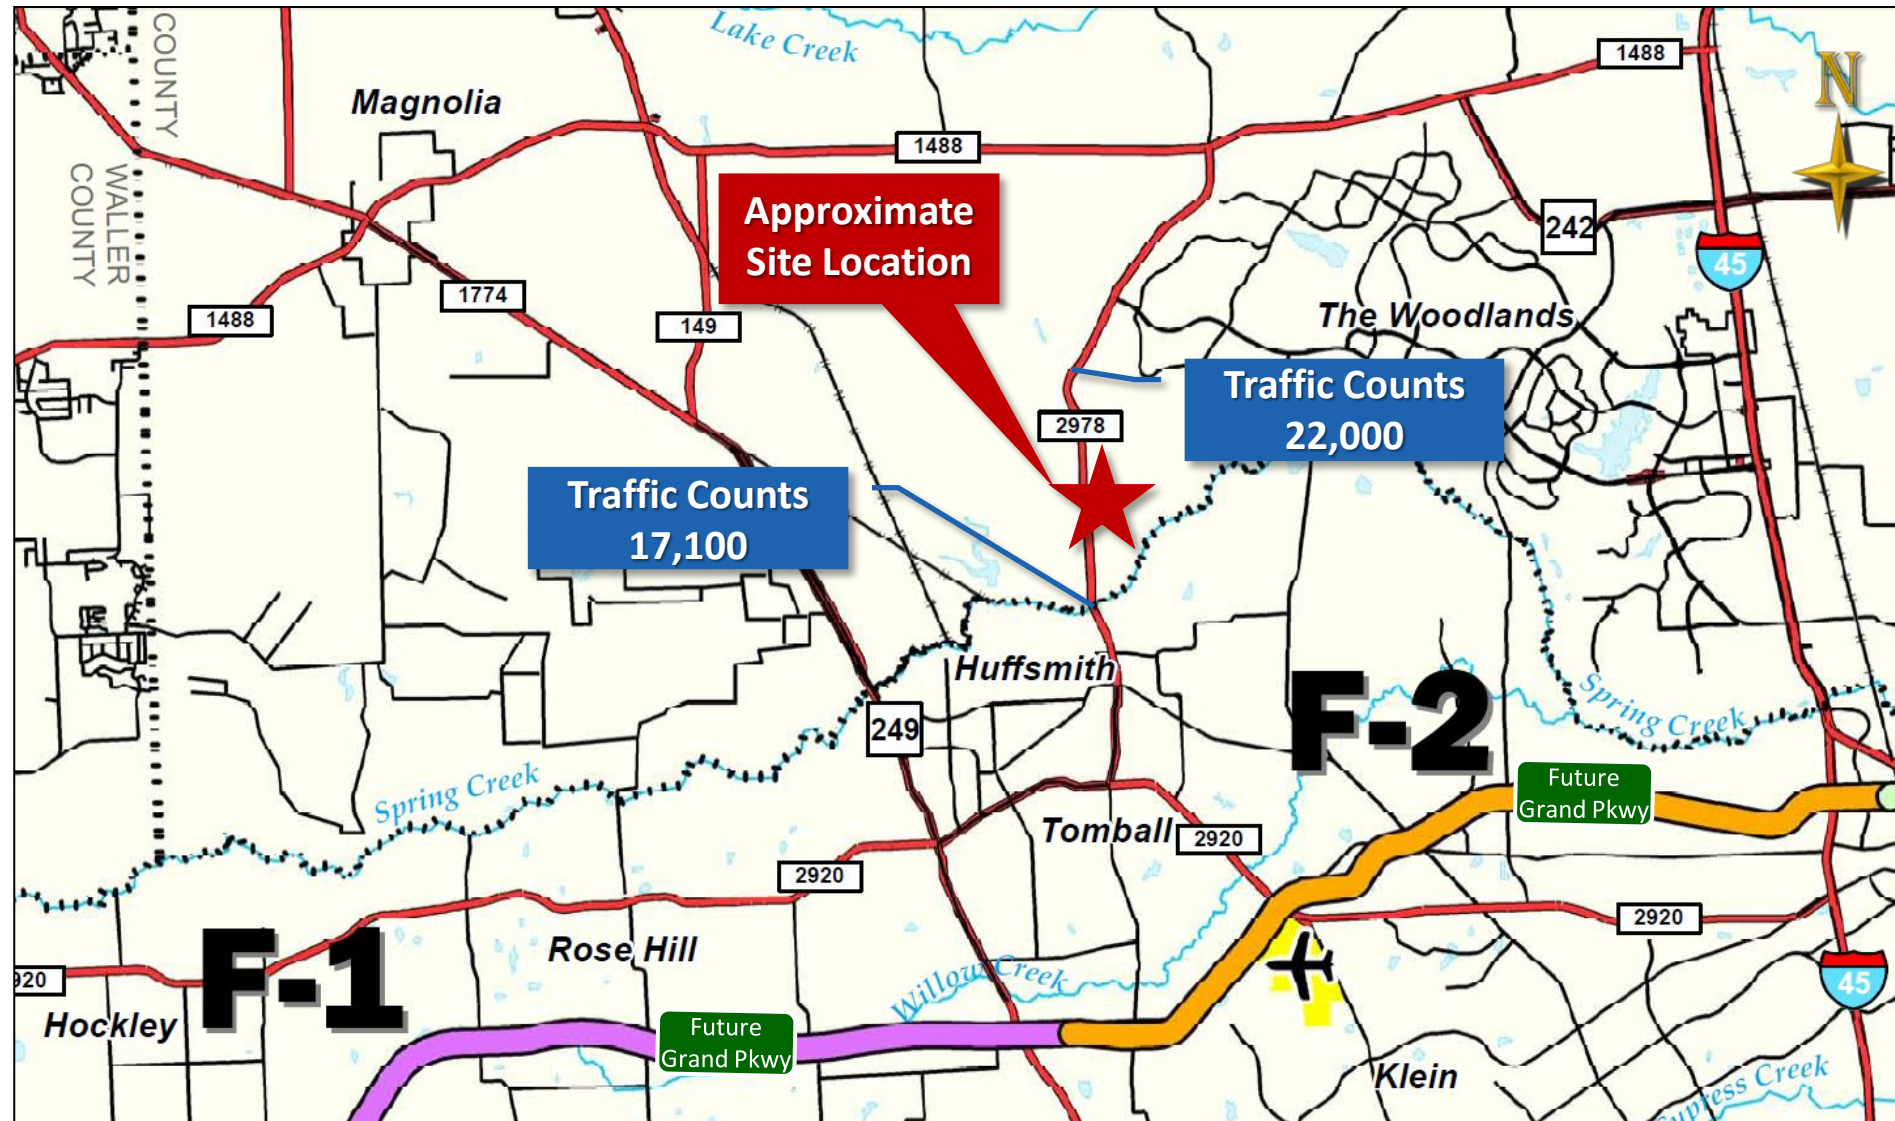 COUNTY
Lake Creek
1488
N
Magnolia
1488
WALLER
COUNTY
Approximate
Site Location
242
45
1774
1488
149
The Woodlands
Traffic Counts
22,000
2978
Traffic Counts
17,100
Huffsmith
F-2
Spring Creek
249
Future
Grand Pkwy
Spring Creek
Tomball
2920
2920
2920
Rose Hill
F-1
920
Willow Creek
45
Hockley
Future
Grand Pkwy
Klein
Cypress Creek